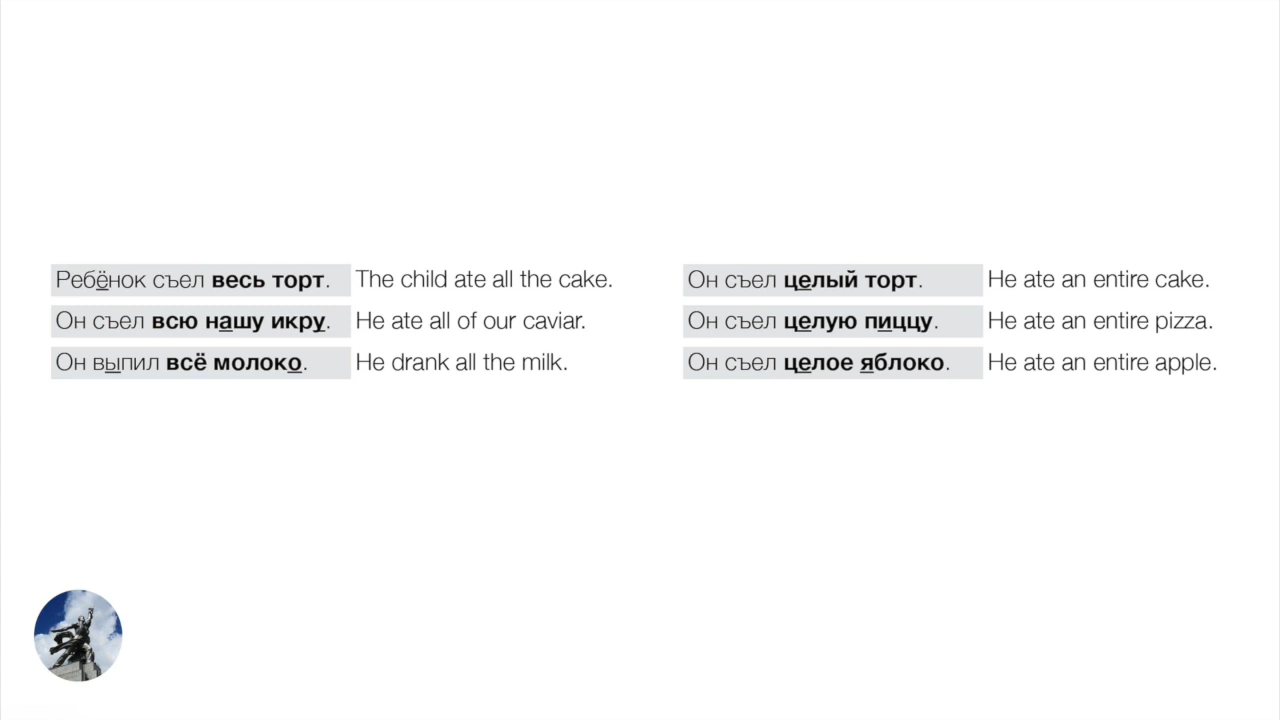 Ребёнок съел весь торт. The child ate all the cake.
Он съел всю нашу икру. He ate all of our caviar.
Он выпил всё молоко. He drank all the milk.
Он съел целый торт. He ate an entire cake.
Он съел целую пиццу. He ate an entire pizza.
Он съел целое яблоко. He ate an entire apple.